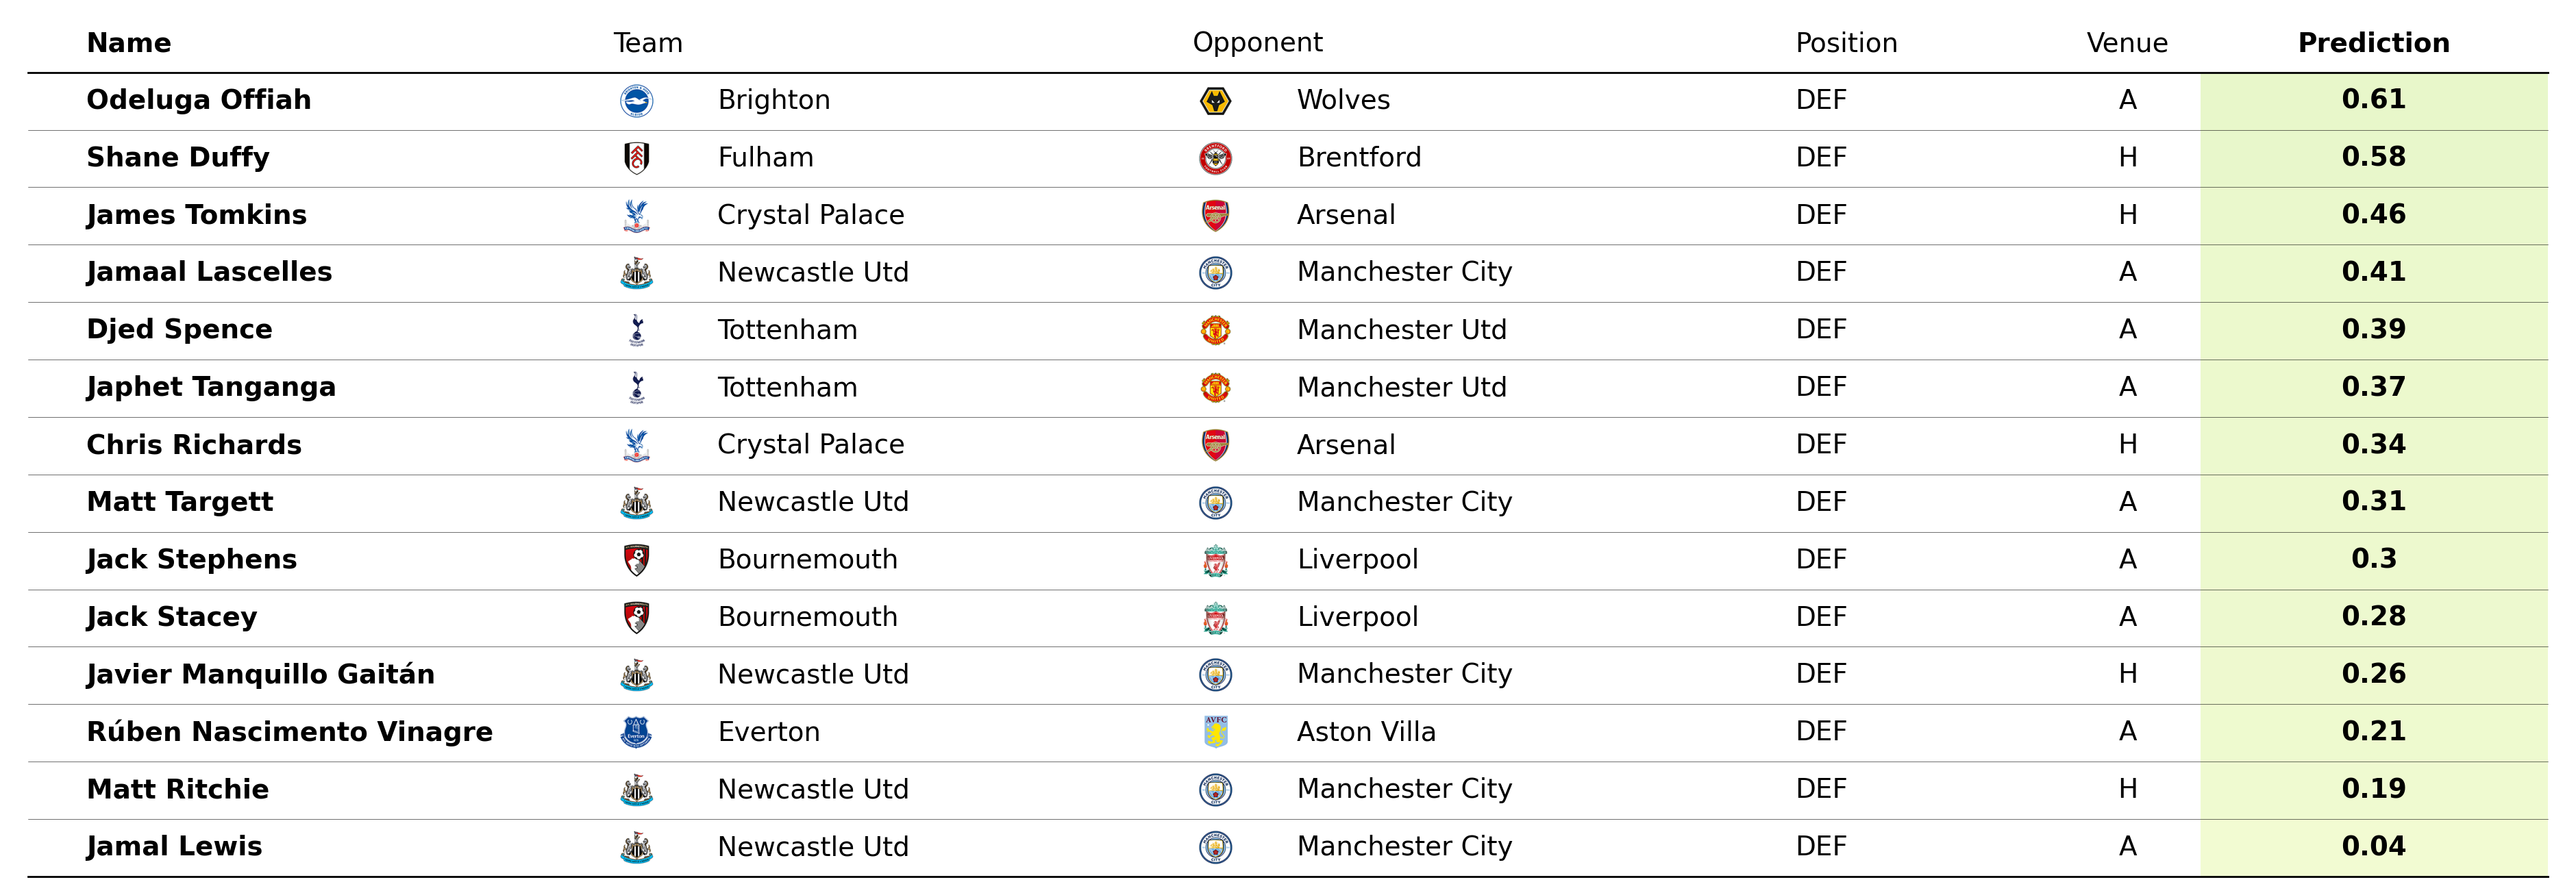 Name Team Opponent Position Venue Prediction
Odeluga Offiah Brighton Wolves DEF A 0.61
Shane Duffy Fulham Brentford DEF H 0.58
James Tomkins Crystal Palace Arsenal DEF H 0.46
Jamaal Lascelles Newcastle Utd Manchester City DEF A 0.41
Djed Spence Tottenham Manchester Utd DEF A 0.39
Japhet Tanganga Tottenham Manchester Utd DEF A 0.37
Chris Richards Crystal Palace Arsenal DEF H 0.34
Matt Targett Newcastle Utd Manchester City DEF A 0.31
Jack Stephens Bournemouth Liverpool DEF A 0.3
Jack Stacey Bournemouth Liverpool DEF A 0.28
Javier Manquillo Gaitán Newcastle Utd Manchester City DEF H 0.26
Rúben Nascimento Vinagre Everton Aston Villa DEF A 0.21
Matt Ritchie Newcastle Utd Manchester City DEF H 0.19
Jamal Lewis Newcastle Utd Manchester City DEF A 0.04